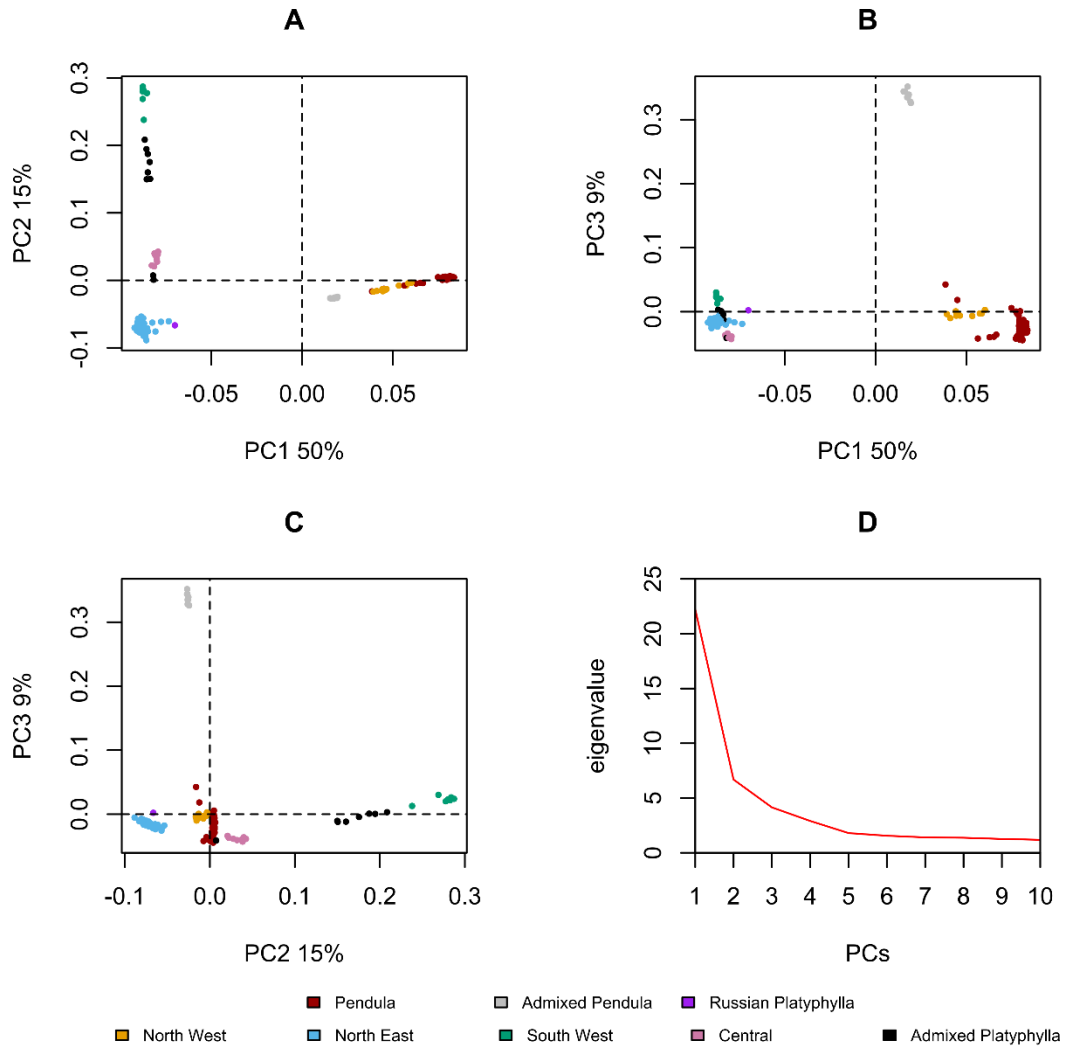 A
B
PC2 15%
0.3
0.2
0.1
0.0
-0.1
-0.05 0.00 0.05
PC1 50%
PC3 9%
0.3
0.2
0.1
0.0
-0.05 0.00 0.05
PC1 50%
C
D
PC3 9%
0.3
0.2
0.1
0.0
-0.1 0.0 0.1 0.2 0.3
PC2 15%
eigenvalue
25
20
15
10
5
0
1 2 3 4 5 6 7 8 9 10
PCs
Pendula Admixed Pendula Russian Platyphylla
North West North East South West Central Admixed Platyphylla